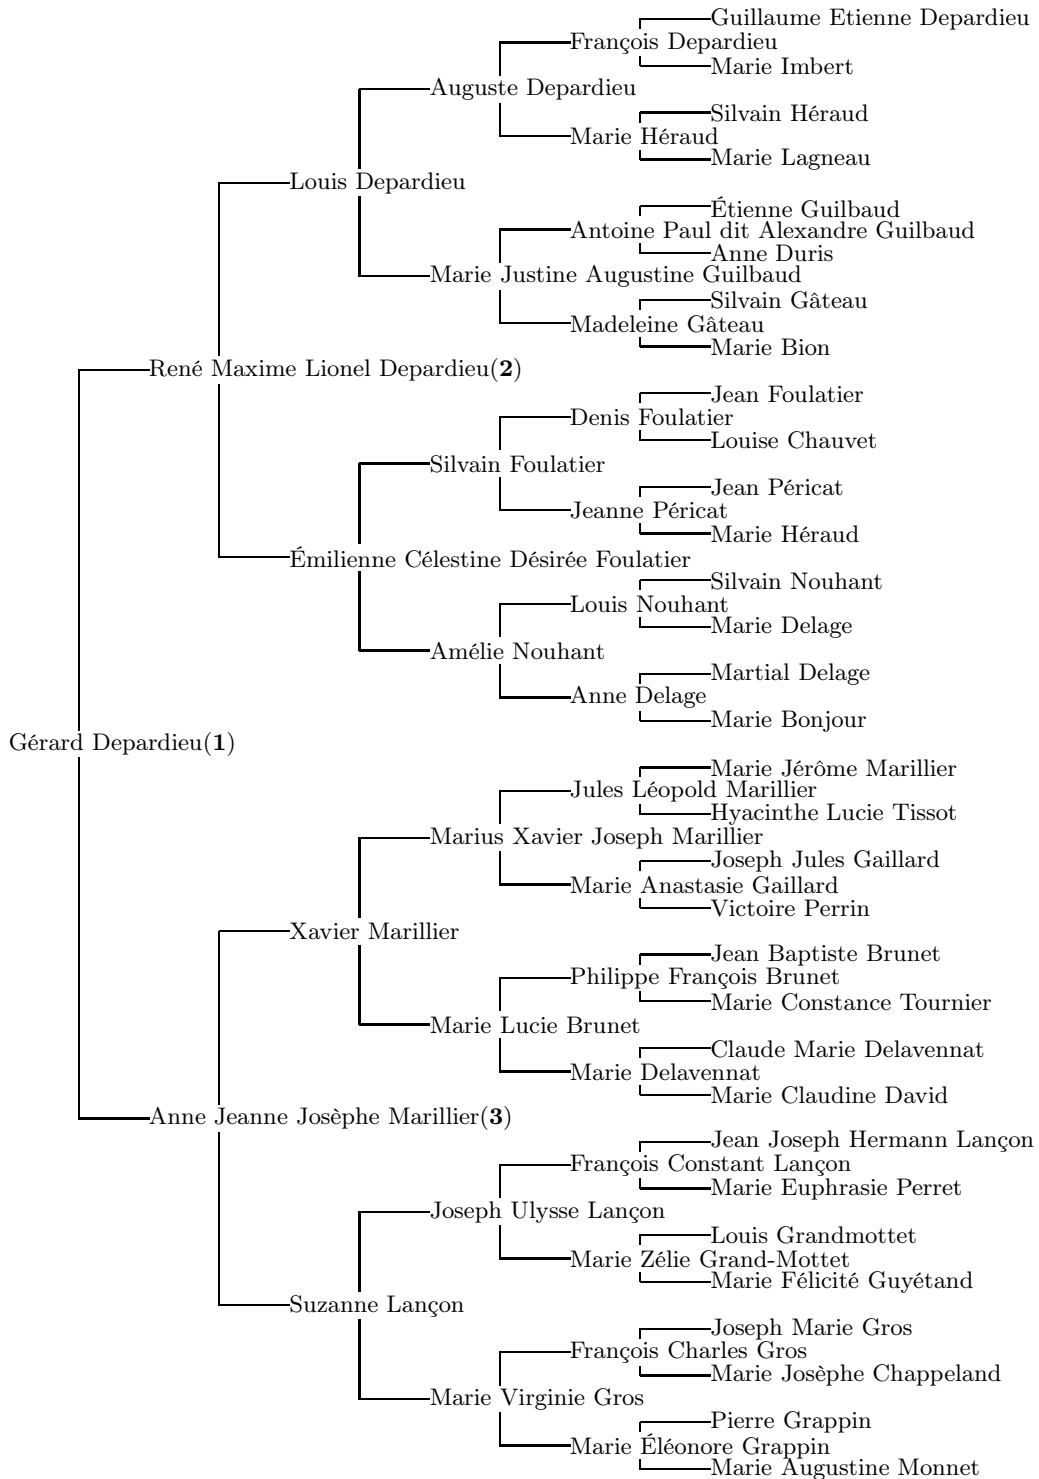 Guillaume Etienne Depardieu
François Depardieu
Marie Imbert
Auguste Depardieu
Silvain Héraud
Marie Héraud
Marie Lagneau
Louis Depardieu
Étienne Guilbaud
Antoine Paul dit Alexandre Guilbaud
Anne Duris
Marie Justine Augustine Guilbaud
Silvain Gâteau
Madeleine Gâteau
Marie Bion
René Maxime Lionel Depardieu(2)
Jean Foulatier
Denis Foulatier
Louise Chauvet
Silvain Foulatier
Jean Péricat
Jeanne Péricat
Marie Héraud
Émilienne Célestine Désirée Foulatier
Silvain Nouhant
Louis Nouhant
Marie Delage
Amélie Nouhant
Martial Delage
Anne Delage
Marie Bonjour
Gérard Depardieu(1)
Marie Jérôme Marillier
Jules Léopold Marillier
Hyacinthe Lucie Tissot
Marius Xavier Joseph Marillier
Joseph Jules Gaillard
Marie Anastasie Gaillard
Victoire Perrin
Xavier Marillier
Jean Baptiste Brunet
Philippe François Brunet
Marie Constance Tournier
Marie Lucie Brunet
Claude Marie Delavennat
Marie Delavennat
Marie Claudine David
Anne Jeanne Josèphe Marillier(3)
Jean Joseph Hermann Lançon
François Constant Lançon
Marie Euphrasie Perret
Joseph Ulysse Lançon
Louis Grandmottet
Marie Zélie Grand-Mottet
Marie Félicité Guyétand
Suzanne Lançon
Joseph Marie Gros
François Charles Gros
Marie Josèphe Chappeland
Marie Virginie Gros
Pierre Grappin
Marie Éléonore Grappin
Marie Augustine Monnet